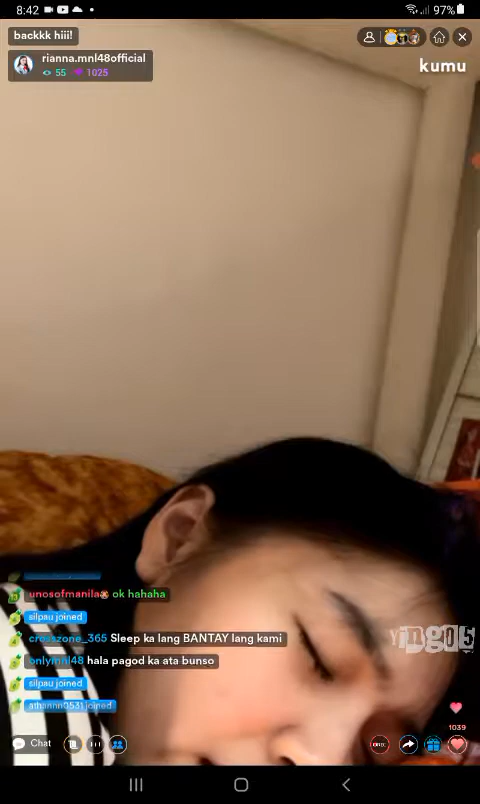 8:42
97%
backkk hiii!
rianna.mnl48official
55 1025
kumu
unosofmanila ok hahaha
silpau joined
crosszone_365 Sleep ka lang BANTAY lang kami
onlymnl48 hala pagod ka ata bunso
silpau joined
athannn0531 joined
Yingo15
1039
Chat